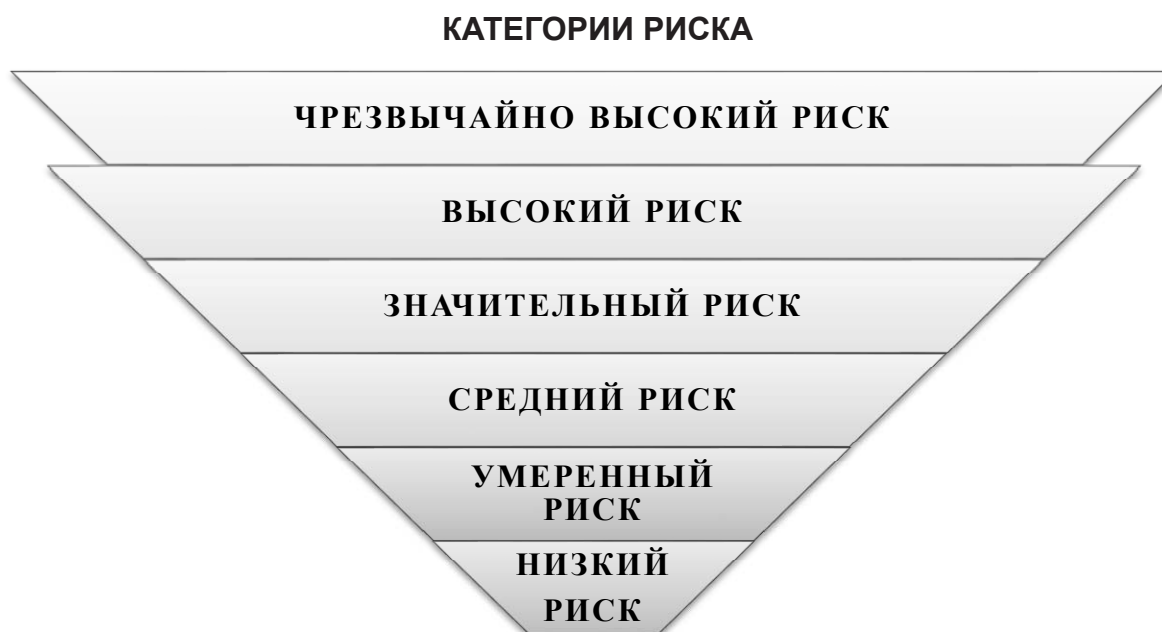 КАТЕГОРИИ РИСКА
ЧРЕЗВЫЧАЙНО ВЫСОКИЙ РИСК
ВЫСОКИЙ РИСК
ЗНАЧИТЕЛЬНЫЙ РИСК
СРЕДНИЙ РИСК
УМЕРЕННЫЙ
РИСК
НИЗКИЙ
РИСК